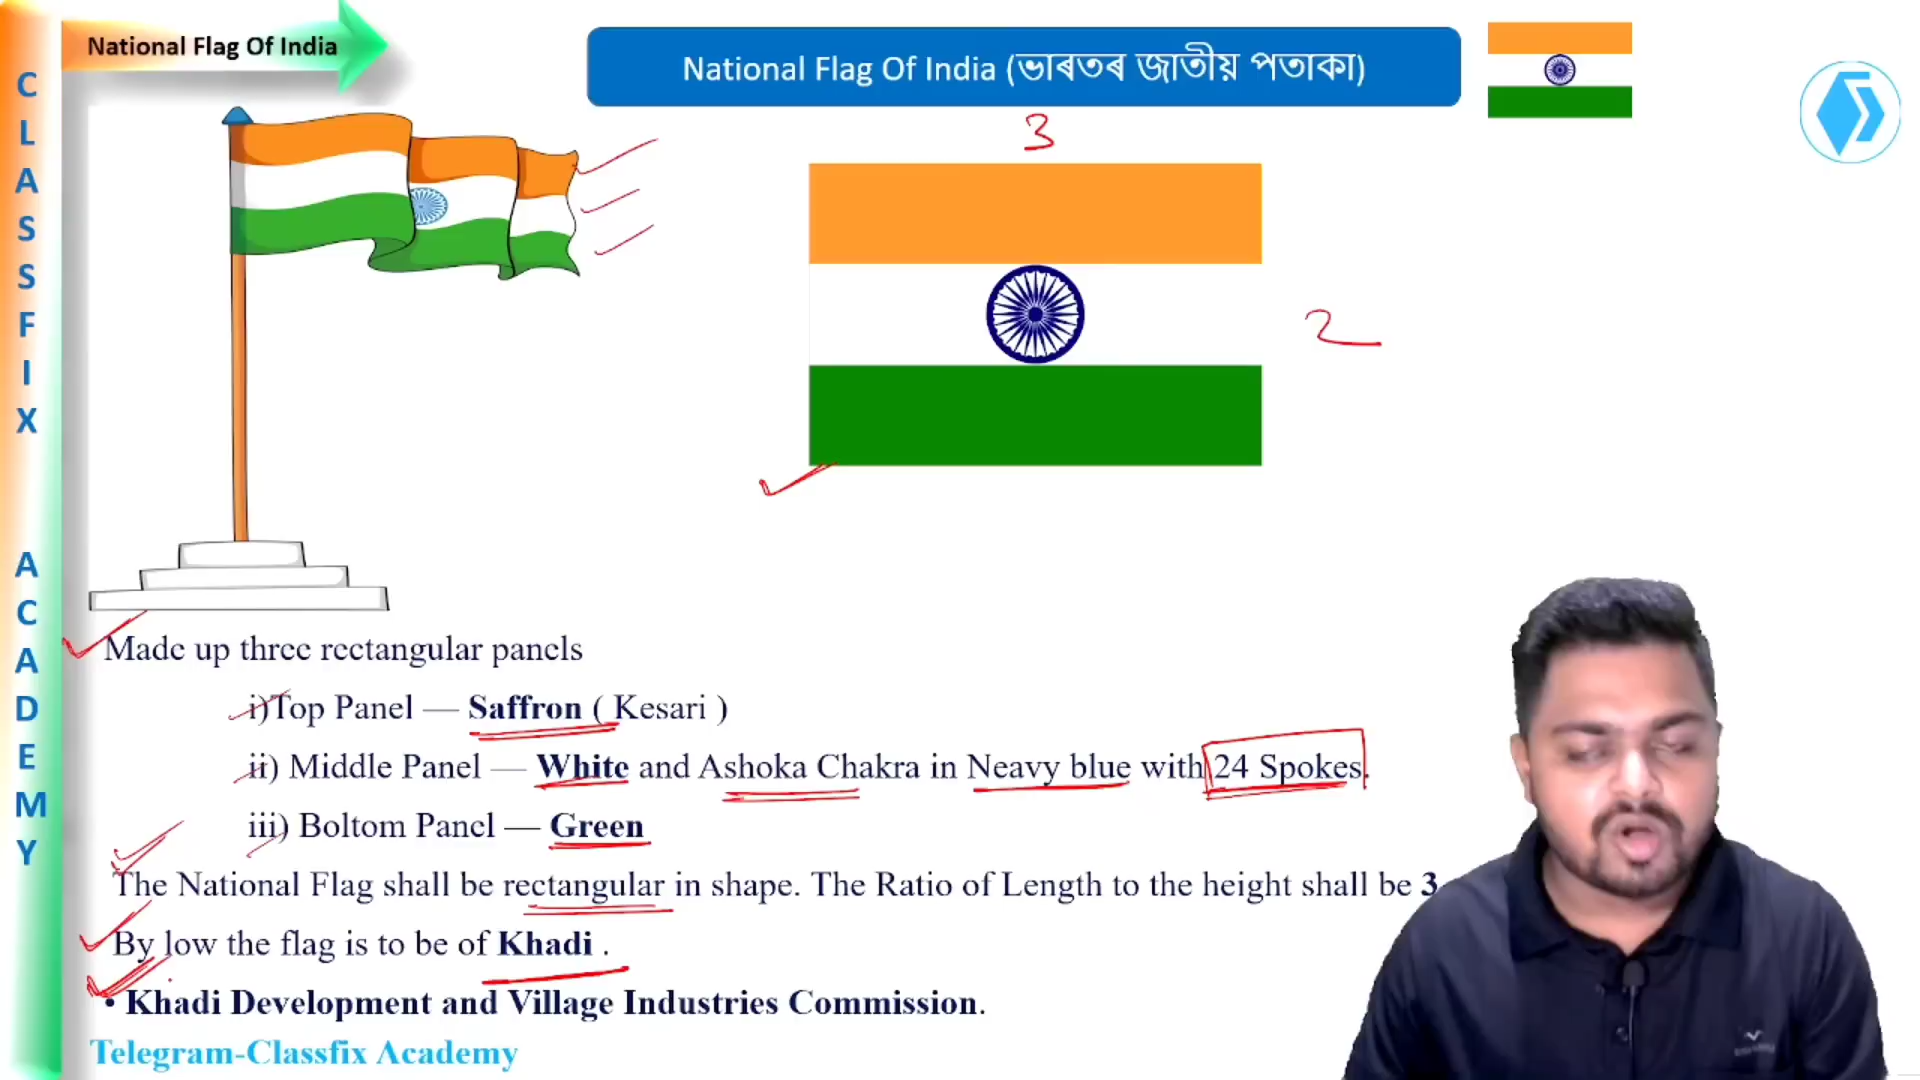 National Flag Of India
National Flag Of India (ভাৰতৰ জাতীয় পতাকা)
CLASSFIX ACADEMY
3
2
Made up three rectangular panels
i)Top Panel — Saffron ( Kesari )
ii) Middle Panel — White and Ashoka Chakra in Neavy blue with 24 Spokes.
iii) Boltom Panel — Green
The National Flag shall be rectangular in shape. The Ratio of Length to the height shall be 3
By low the flag is to be of Khadi .
• Khadi Development and Village Industries Commission.
Telegram-Classfix Academy